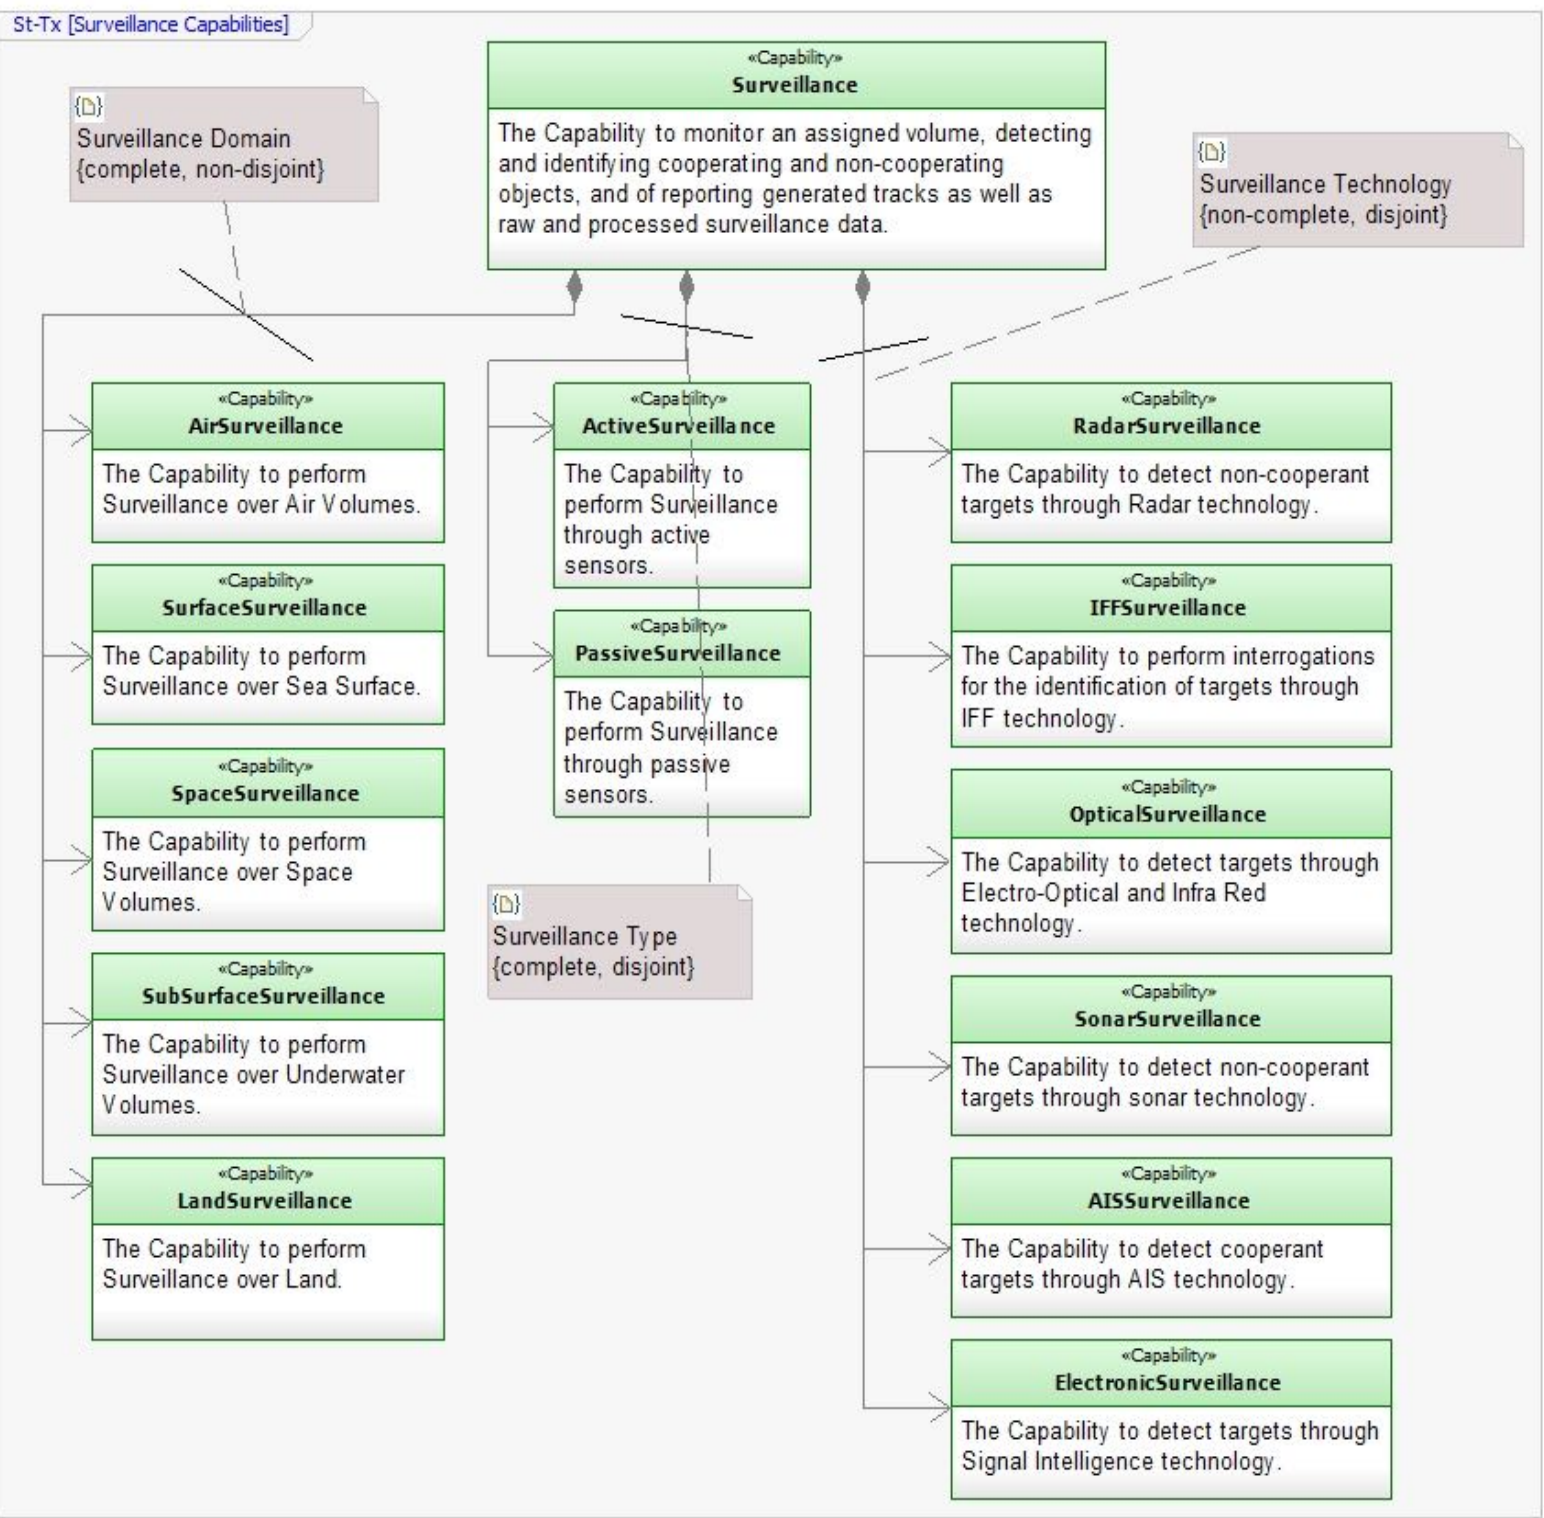 St-Tx [Surveillance Capabilities]
«Capability»
Surveillance
The Capability to monitor an assigned volume, detecting
and identifying cooperating and non-cooperating
objects, and of reporting generated tracks as well as
raw and processed surveillance data.
Surveillance Domain
{complete, non-disjoint}
Surveillance Technology
{non-complete, disjoint}
«Capability»
AirSurveillance
The Capability to perform
Surveillance over Air Volumes.
«Capability»
SurfaceSurveillance
The Capability to perform
Surveillance over Sea Surface.
«Capability»
SpaceSurveillance
The Capability to perform
Surveillance over Space
Volumes.
«Capability»
SubSurfaceSurveillance
The Capability to perform
Surveillance over Underwater
Volumes.
«Capability»
LandSurveillance
The Capability to perform
Surveillance over Land.
«Capability»
ActiveSurveillance
The Capability to
perform Surveillance
through active
sensors.
«Capability»
PassiveSurveillance
The Capability to
perform Surveillance
through passive
sensors.
Surveillance Type
{complete, disjoint}
«Capability»
RadarSurveillance
The Capability to detect non-cooperant
targets through Radar technology.
«Capability»
IFFSurveillance
The Capability to perform interrogations
for the identification of targets through
IFF technology.
«Capability»
OpticalSurveillance
The Capability to detect targets through
Electro-Optical and Infra Red
technology.
«Capability»
SonarSurveillance
The Capability to detect non-cooperant
targets through sonar technology.
«Capability»
AISSurveillance
The Capability to detect cooperant
targets through AIS technology.
«Capability»
ElectronicSurveillance
The Capability to detect targets through
Signal Intelligence technology.